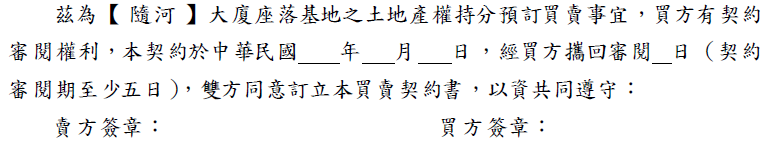 茲為【 隨河 】大廈座落基地之土地產權持分預訂買賣事宜，買方有契約
審閱權利，本契約於中華民國____年___月___日，經買方攜回審閱__日（契約
審閱期至少五日），雙方同意訂立本買賣契約書，以資共同遵守：
賣方簽章： 買方簽章：